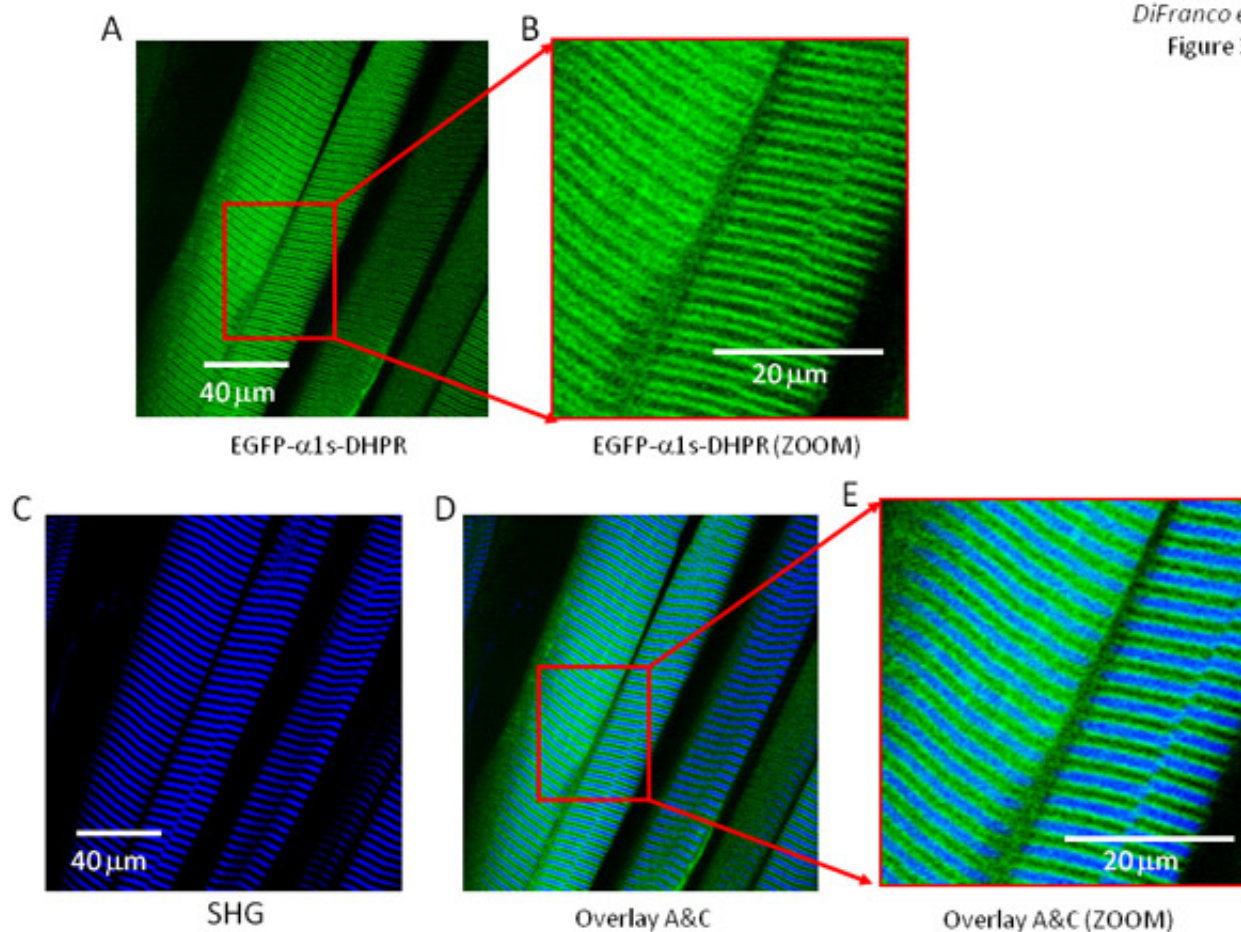 DiFranco e
Figure
A
B
40 μm
20 μm
EGFP-α1s-DHPR
EGFP-α1s-DHPR (ZOOM)
C
D
E
40 μm
20 μm
SHG
Overlay A&C
Overlay A&C (ZOOM)